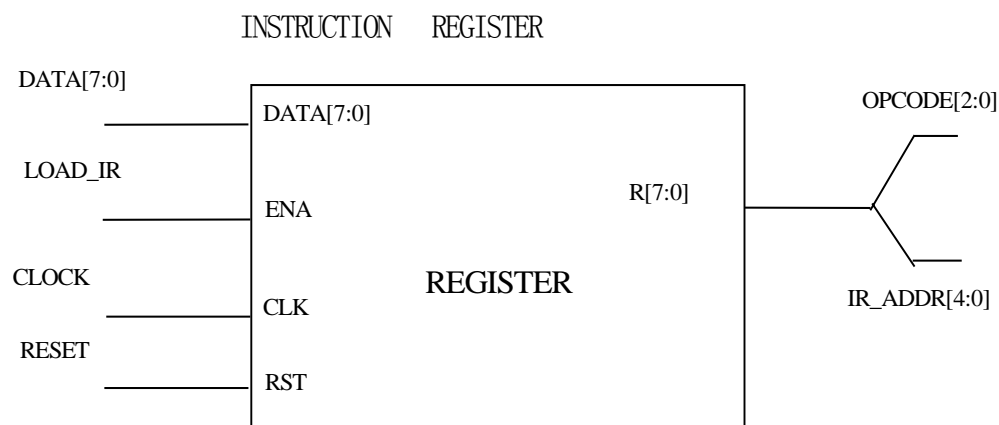 INSTRUCTION REGISTER
DATA[7:0]
DATA[7:0]
OPCODE[2:0]
LOAD_IR
ENA
R[7:0]
CLOCK
CLK
REGISTER
IR_ADDR[4:0]
RESET
RST